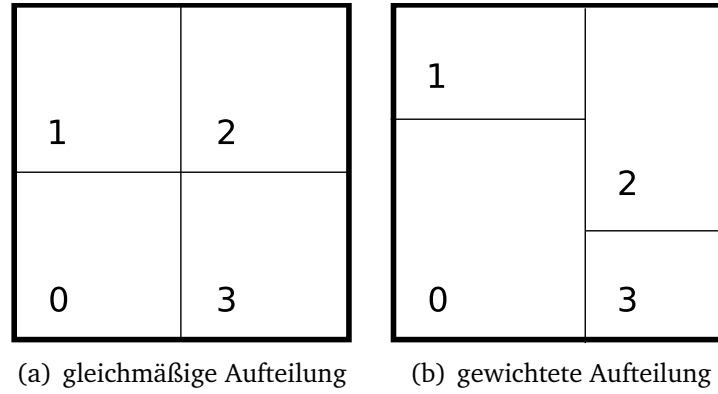 1 2
0 3
1
2
0 3
(a) gleichmäßige Aufteilung
(b) gewichtete Aufteilung